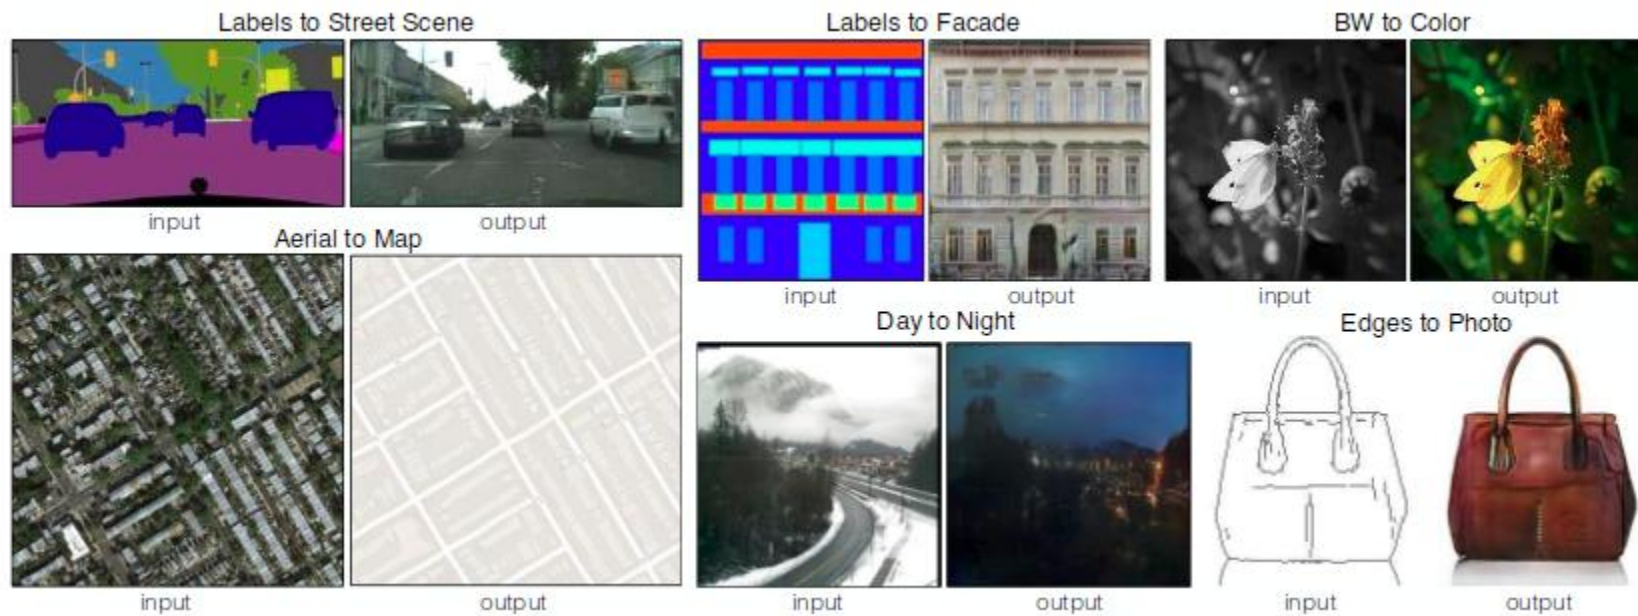 Labels to Street Scene
input
output
Labels to Facade
input
output
BW to Color
input
output
Aerial to Map
input
output
Day to Night
input
output
Edges to Photo
input
output